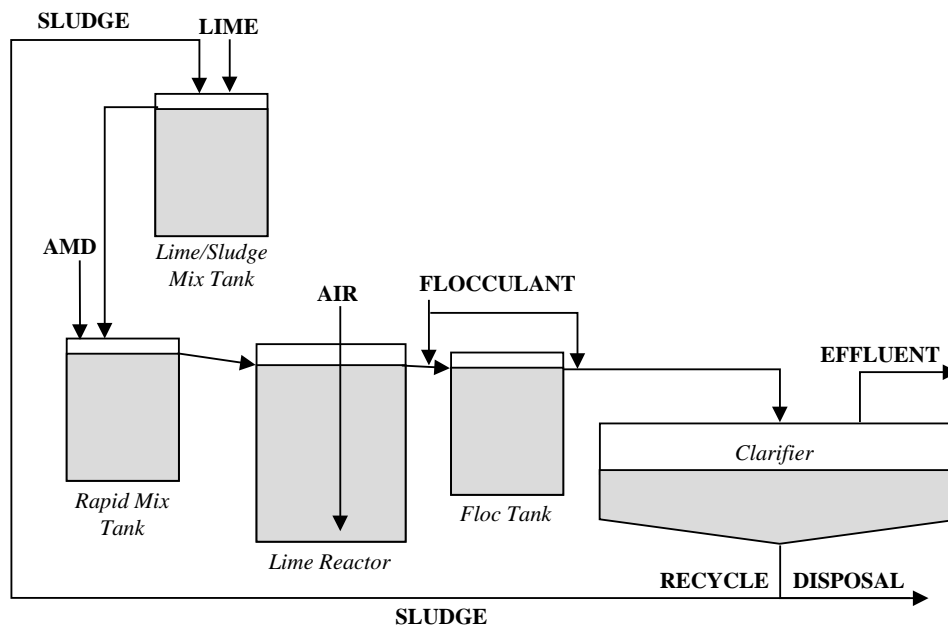 SLUDGE
LIME
Lime/Sludge
Mix Tank
AMD
AIR
FLOCCULANT
EFFLUENT
Clarifier
Rapid Mix
Tank
Floc Tank
Lime Reactor
RECYCLE
DISPOSAL
SLUDGE